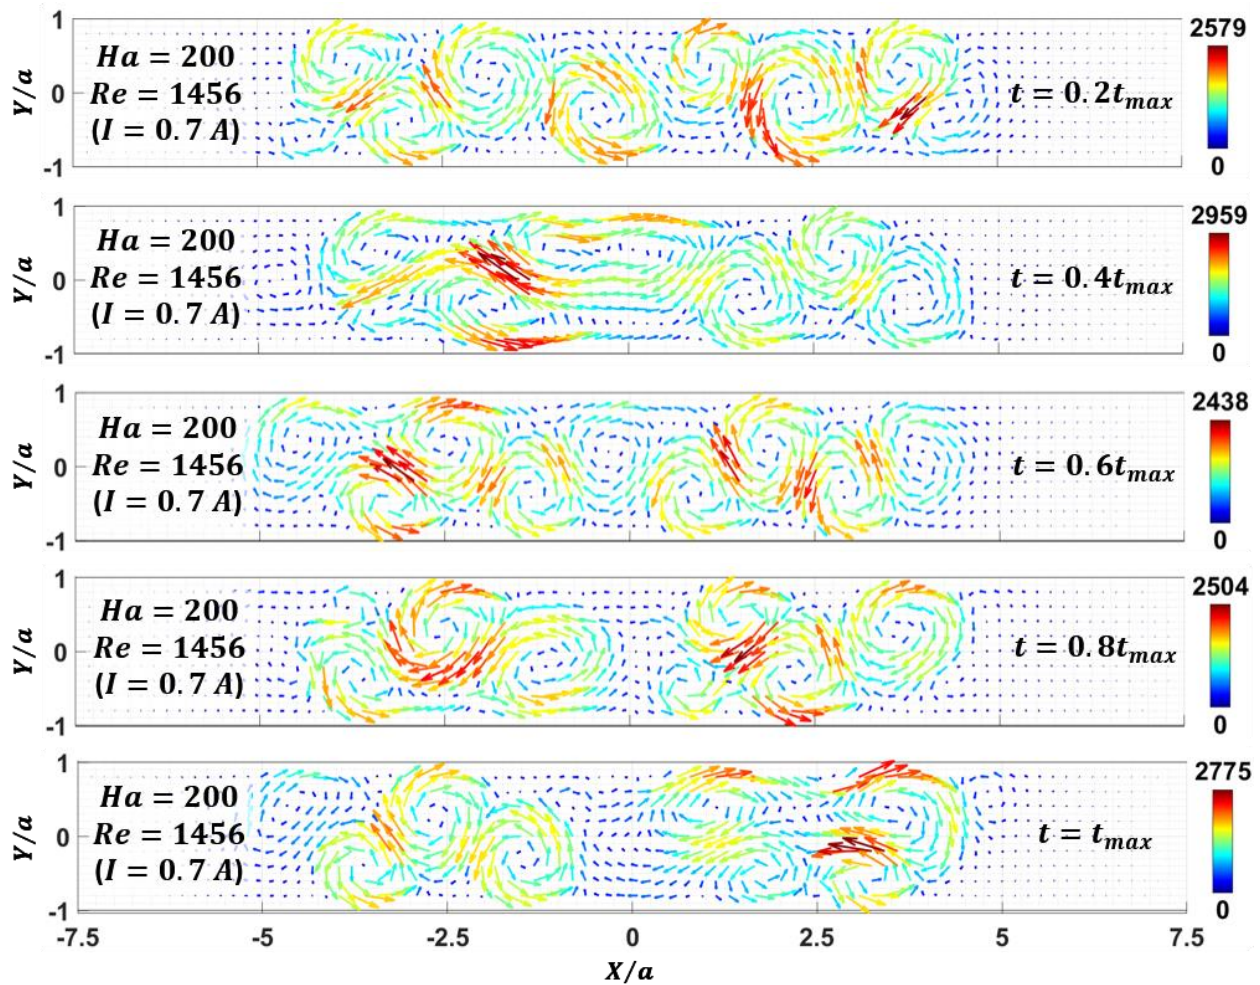 1
2579
Ha = 200
Re = 1456
(I = 0.7 A)
Y/a
0
t = 0.2t_max
-1
0
1
2959
Ha = 200
Re = 1456
(I = 0.7 A)
Y/a
0
t = 0.4t_max
-1
0
1
2438
Ha = 200
Re = 1456
(I = 0.7 A)
Y/a
0
t = 0.6t_max
-1
0
1
2504
Ha = 200
Re = 1456
(I = 0.7 A)
Y/a
0
t = 0.8t_max
-1
0
1
2775
Ha = 200
Re = 1456
(I = 0.7 A)
Y/a
0
t = t_max
-1
0
-7.5 -5 -2.5 0 2.5 5 7.5
X/a